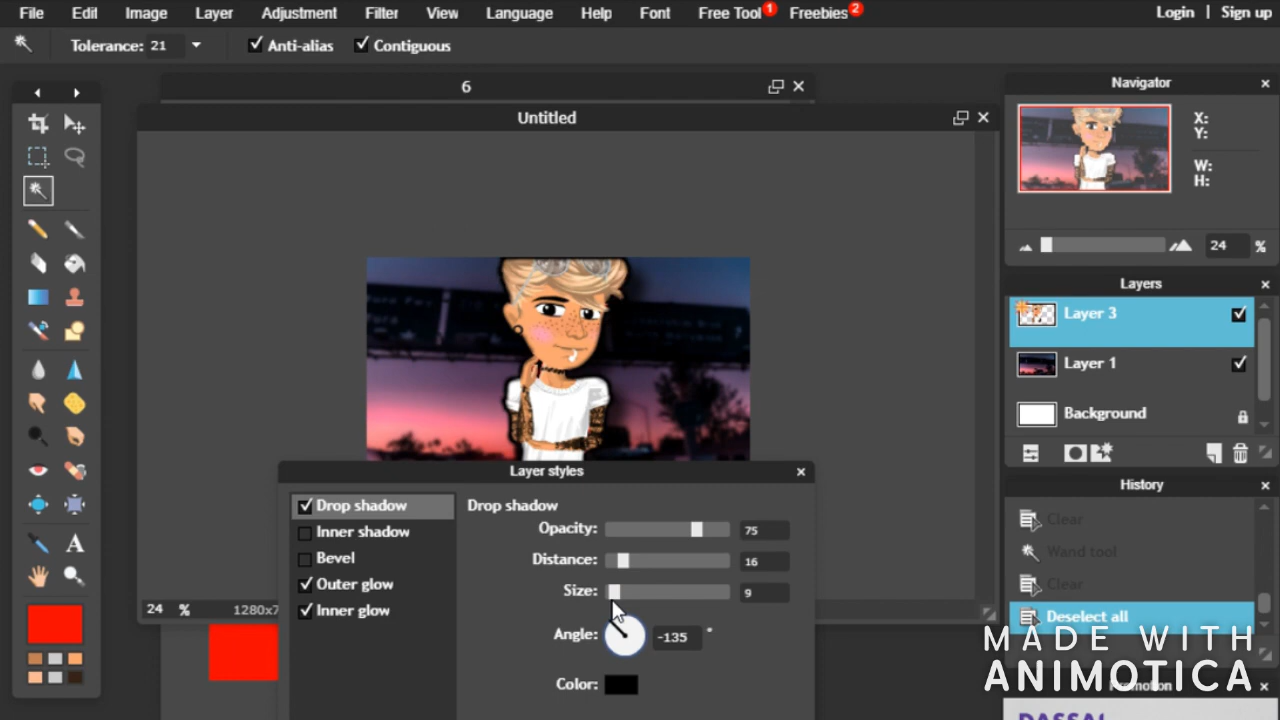 File Edit Image Layer Adjustment Filter View Language Help Font Free Tool 1 Freebies 2 Login | Sign up
Tolerance: 21 Anti-alias Contiguous
6
Untitled
Navigator
X:
Y:
W:
H:
24 %
Layers
Layer 3
Layer 1
Background
History
Clear
Wand tool
Clear
Deselect all
24 % 1280x7
Layer styles
Drop shadow
Inner shadow
Bevel
Outer glow
Inner glow
Drop shadow
Opacity: 75
Distance: 16
Size: 9
Angle: -135 °
Color:
A
MADE WITH
ANIMOTICA
Promotion